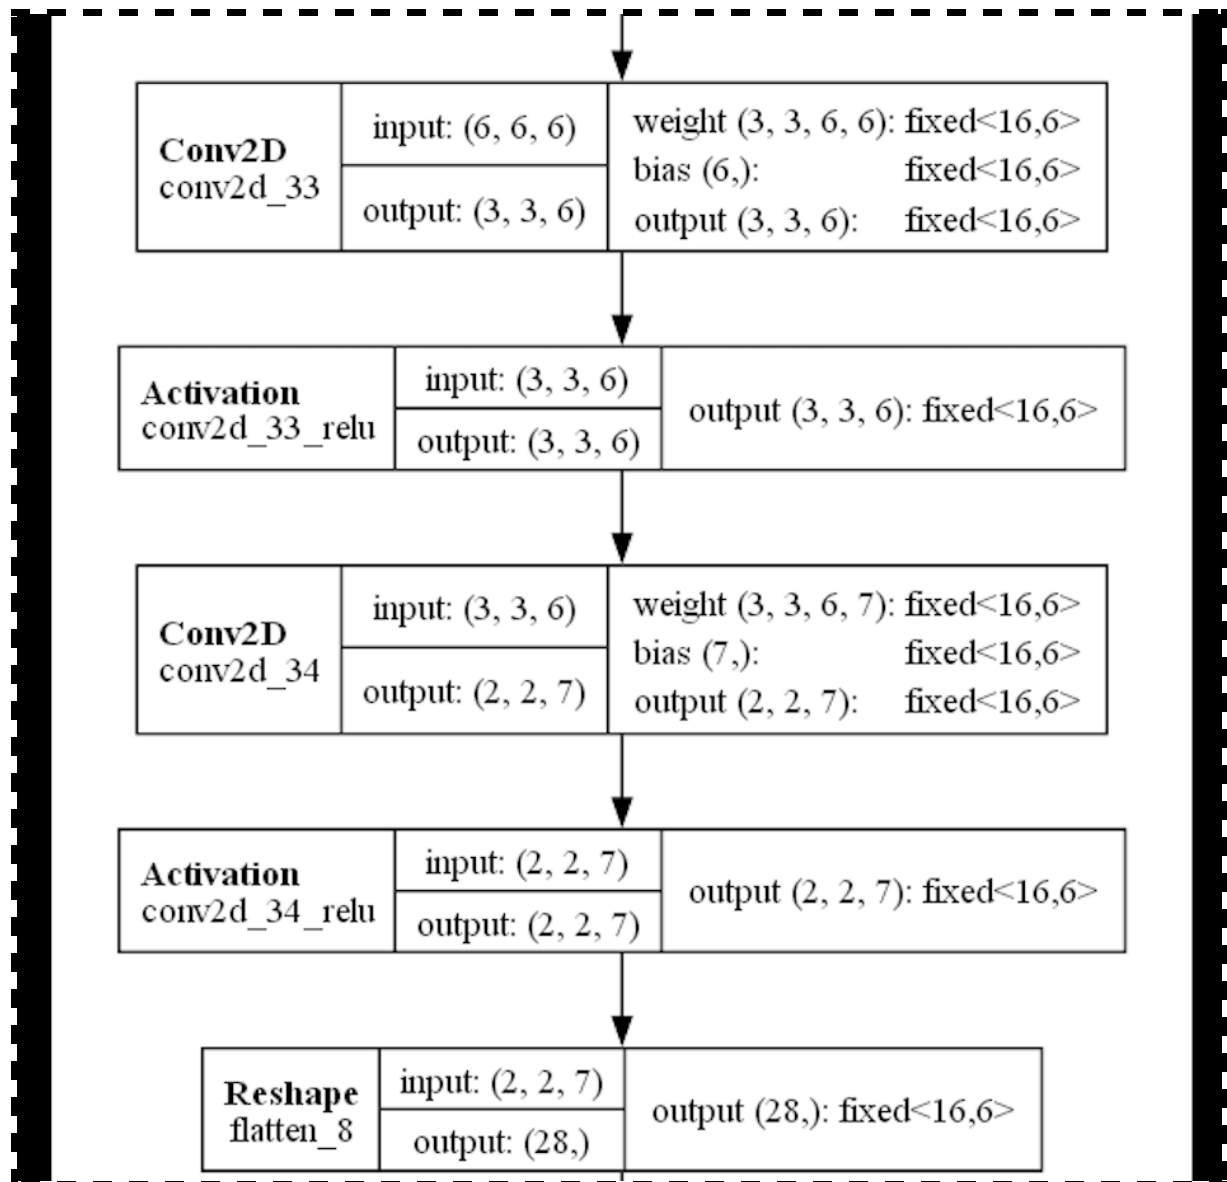 Conv2D
conv2d_33
input: (6, 6, 6)
output: (3, 3, 6)
weight (3, 3, 6, 6): fixed<16,6>
bias (6,): fixed<16,6>
output (3, 3, 6): fixed<16,6>
Activation
conv2d_33_relu
input: (3, 3, 6)
output: (3, 3, 6)
output (3, 3, 6): fixed<16,6>
Conv2D
conv2d_34
input: (3, 3, 6)
output: (2, 2, 7)
weight (3, 3, 6, 7): fixed<16,6>
bias (7,): fixed<16,6>
output (2, 2, 7): fixed<16,6>
Activation
conv2d_34_relu
input: (2, 2, 7)
output: (2, 2, 7)
output (2, 2, 7): fixed<16,6>
Reshape
flatten_8
input: (2, 2, 7)
output: (28,)
output (28,): fixed<16,6>